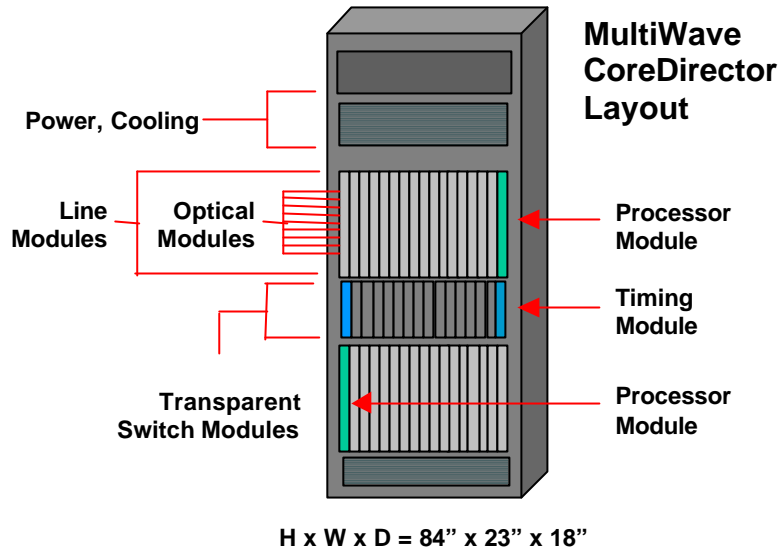 MultiWave
CoreDirector
Layout
Power, Cooling
Line
Modules
Optical
Modules
Processor
Module
Timing
Module
Transparent
Switch Modules
Processor
Module
H x W x D = 84” x 23” x 18”